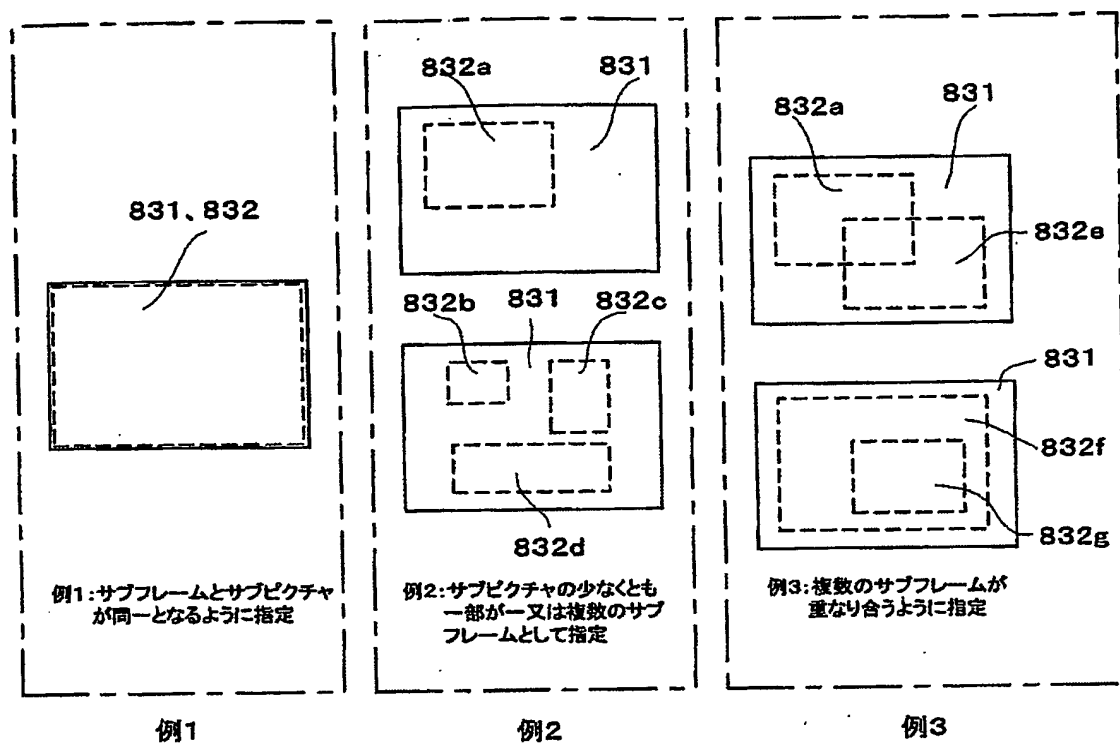 831、832
例1:サブフレームとサブピクチャ
が同一となるように指定
例1
832a
831
832b
831
832c
832d
例2:サブピクチャの少なくとも
一部が一又は複数のサブ
フレームとして指定
例2
832a
831
832e
831
832f
832g
例3:複数のサブフレームが
重なり合うように指定
例3